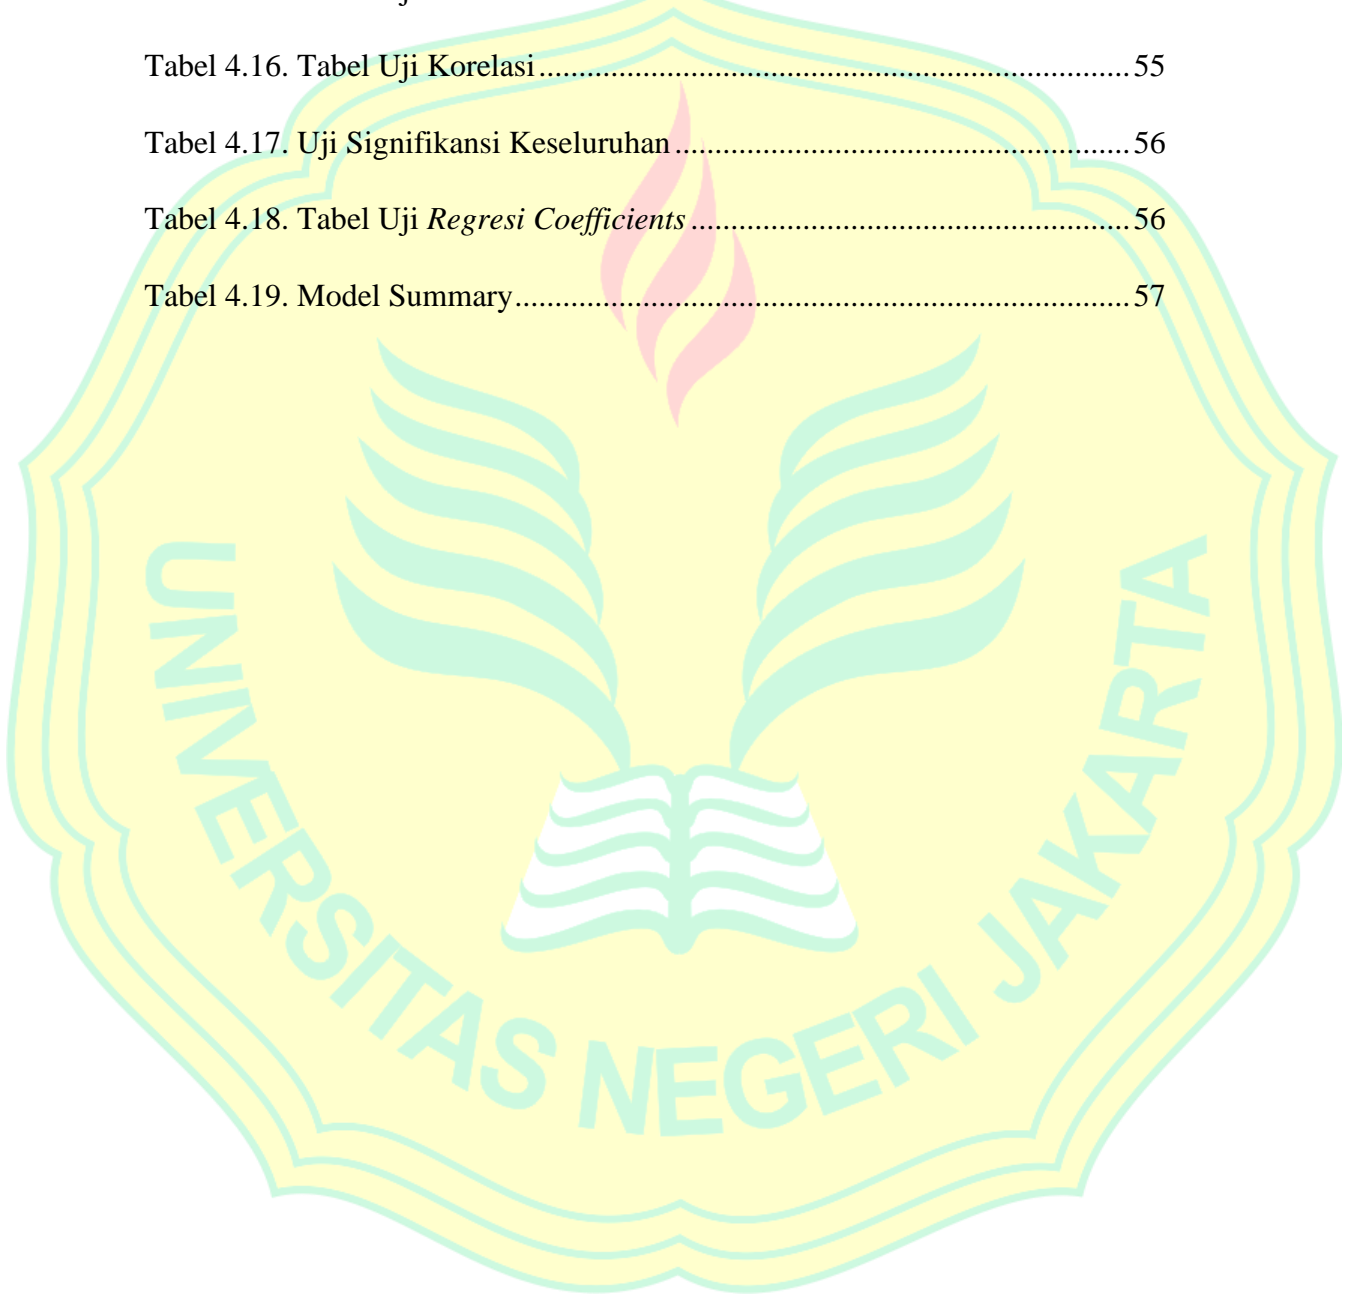 Tabel 4.16. Tabel Uji Korelasi.........................................................................55
Tabel 4.17. Uji Signifikansi Keseluruhan........................................................56
Tabel 4.18. Tabel Uji Regresi Coefficients......................................................56
Tabel 4.19. Model Summary............................................................................57
UNIVERSITAS NEGERI JAKARTA